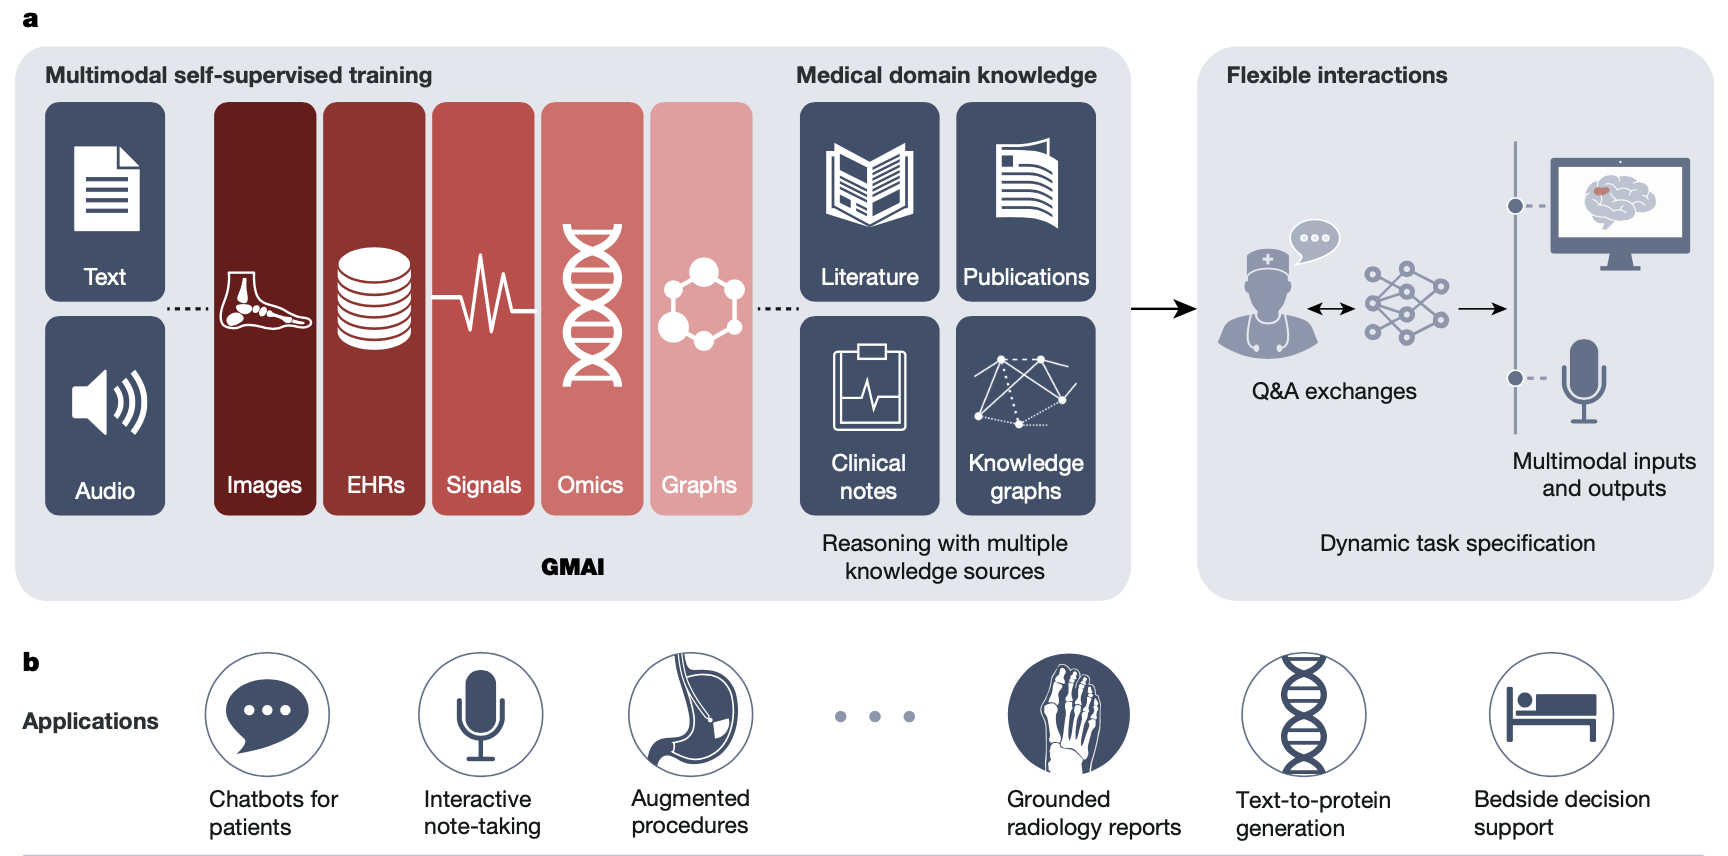 a
Multimodal self-supervised training
Medical domain knowledge
Flexible interactions
Text
Audio
Images
EHRs
Signals
Omics
Graphs
Literature
Publications
Clinical
notes
Knowledge
graphs
Reasoning with multiple
knowledge sources
GMAI
Q&A exchanges
Multimodal inputs
and outputs
Dynamic task specification
b
Applications
Chatbots for
patients
Interactive
note-taking
Augmented
procedures
Grounded
radiology reports
Text-to-protein
generation
Bedside decision
support